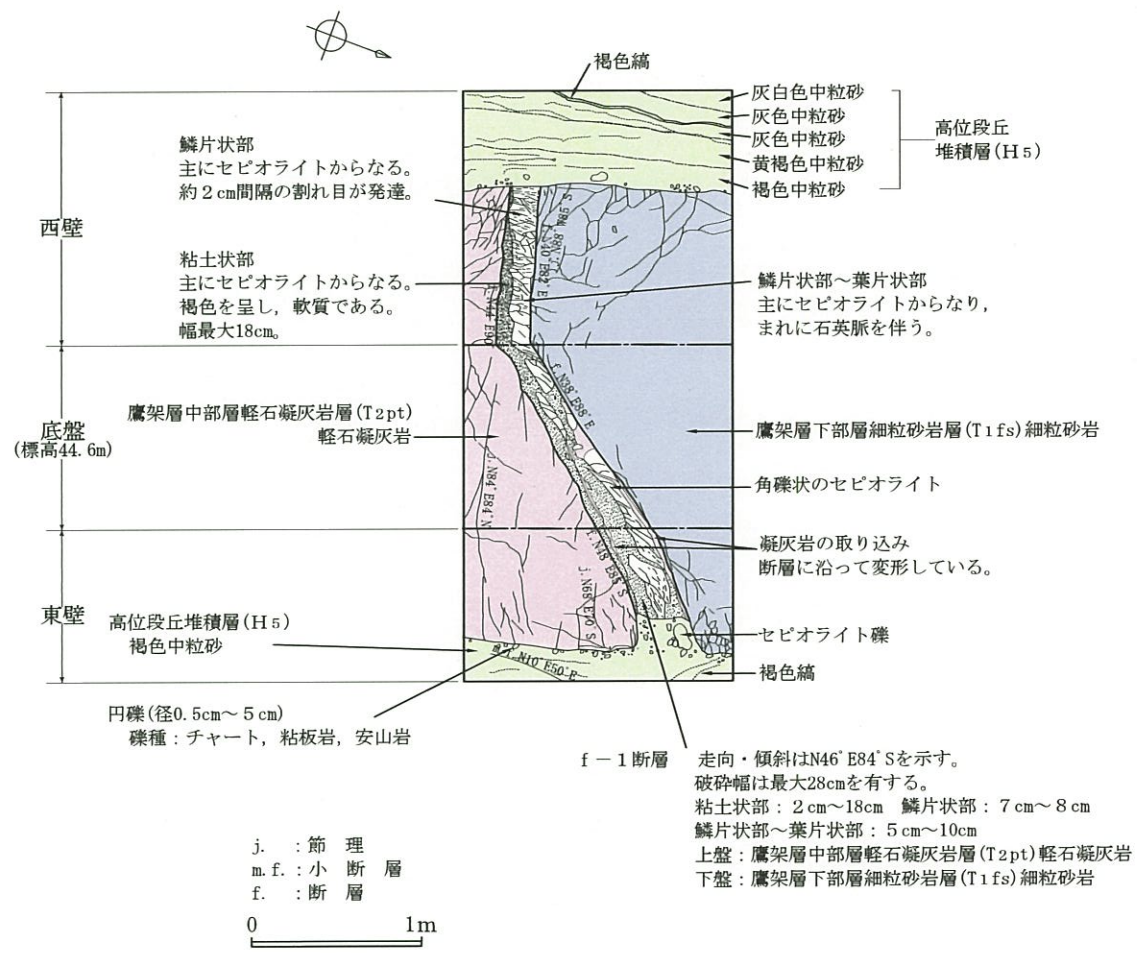 褐色縞
灰白色中粒砂
灰色中粒砂
灰色中粒砂
黄褐色中粒砂
褐色中粒砂
高位段丘
堆積層(H5)
鱗片状部
主にセピオライトからなる。
約2cm間隔の割れ目が発達。
西壁
粘土状部
主にセピオライトからなる。
褐色を呈し，軟質である。
幅最大18cm。
鱗片状部～葉片状部
主にセピオライトからなり，
まれに石英脈を伴う。
f.N38°E88°E
鷹架層中部層軽石凝灰岩層(T2pt)
軽石凝灰岩
底盤
(標高44.6m)
鷹架層下部層細粒砂岩層(T1fs)細粒砂岩
j.N84°E84°N
角礫状のセピオライト
f.N48°E85°S
凝灰岩の取り込み
断層に沿って変形している。
j.N68°E70°S
東壁
高位段丘堆積層(H5)
褐色中粒砂
セピオライト礫
m.f.N10°E50°E
褐色縞
円礫(径0.5cm～5cm)
礫種：チャート，粘板岩，安山岩
f－1断層　走向・傾斜はN46°E84°Sを示す。
破砕幅は最大28cmを有する。
粘土状部：2cm～18cm　鱗片状部：7cm～8cm
鱗片状部～葉片状部：5cm～10cm
上盤：鷹架層中部層軽石凝灰岩層(T2pt)軽石凝灰岩
下盤：鷹架層下部層細粒砂岩層(T1fs)細粒砂岩
j.　：節　理
m.f.：小　断　層
f.　：断　層
0　1m